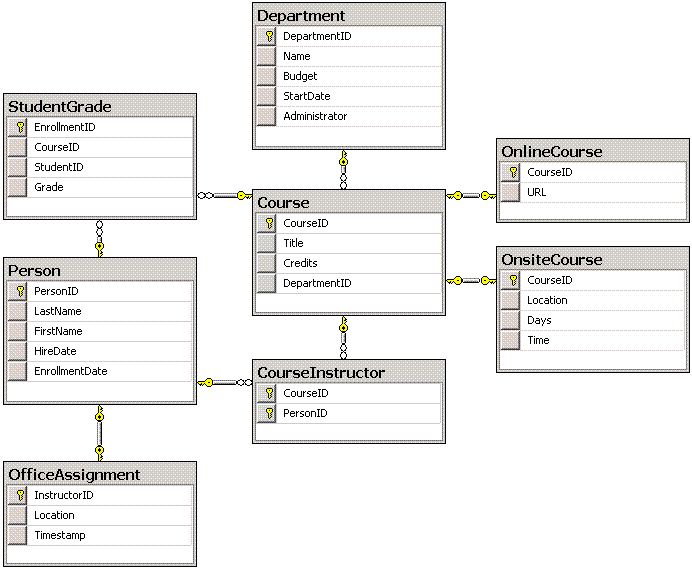 Department
DepartmentID
Name
Budget
StartDate
Administrator
StudentGrade
EnrollmentID
CourseID
StudentID
Grade
OnlineCourse
CourseID
URL
Course
CourseID
Title
Credits
DepartmentID
OnsiteCourse
CourseID
Location
Days
Time
Person
PersonID
LastName
FirstName
HireDate
EnrollmentDate
CourseInstructor
CourseID
PersonID
OfficeAssignment
InstructorID
Location
Timestamp